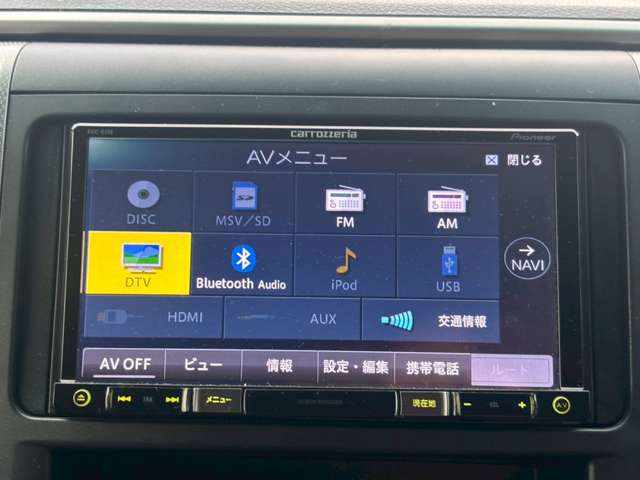 carrozzeria
Pioneer
AVメニュー
閉じる
DISC
MSV/SD
FM
AM
DTV
Bluetooth Audio
iPod
USB
NAVI
HDMI
AUX
交通情報
AV OFF
ビュー
情報
設定・編集
携帯電話
ルート
TRK
メニュー
現在地
VOL
AV